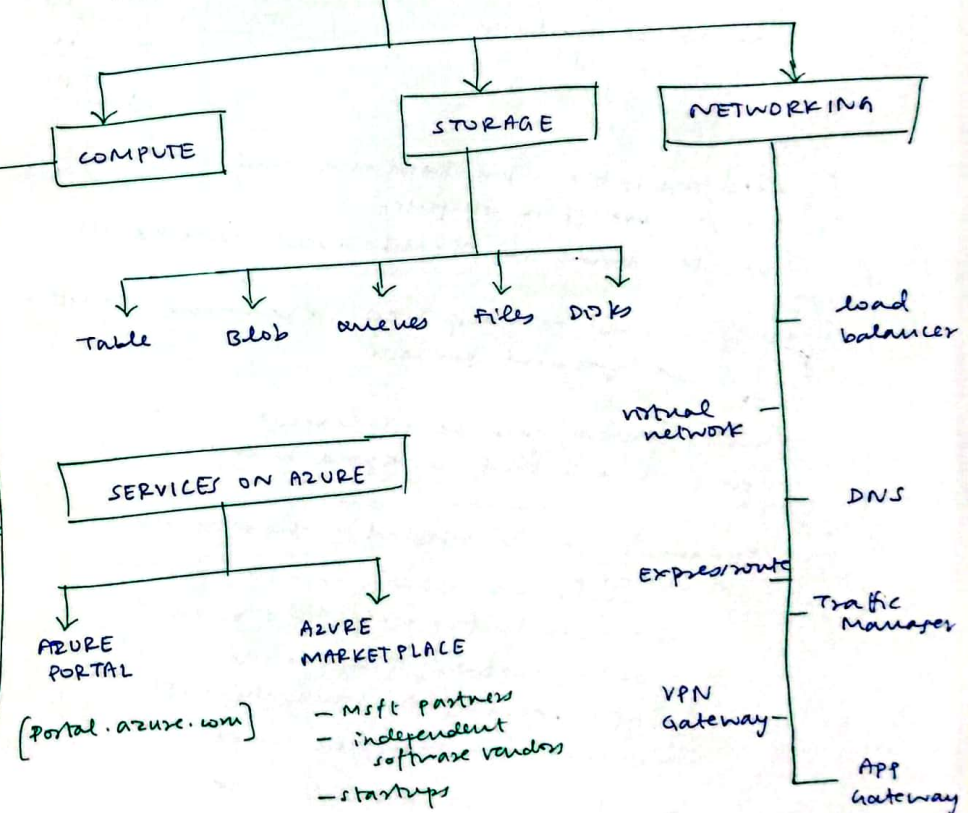 COMPUTE
STORAGE
NETWORKING
Table
Blob
Queues
Files
Disks
load
balancer
virtual
network
DNS
Expressroute
Traffic
Manager
VPN
Gateway
App
Gateway
SERVICES ON AZURE
AZURE
PORTAL
[portal.azure.com]
AZURE
MARKETPLACE
- Msft partners
- independent
software vendors
- startups